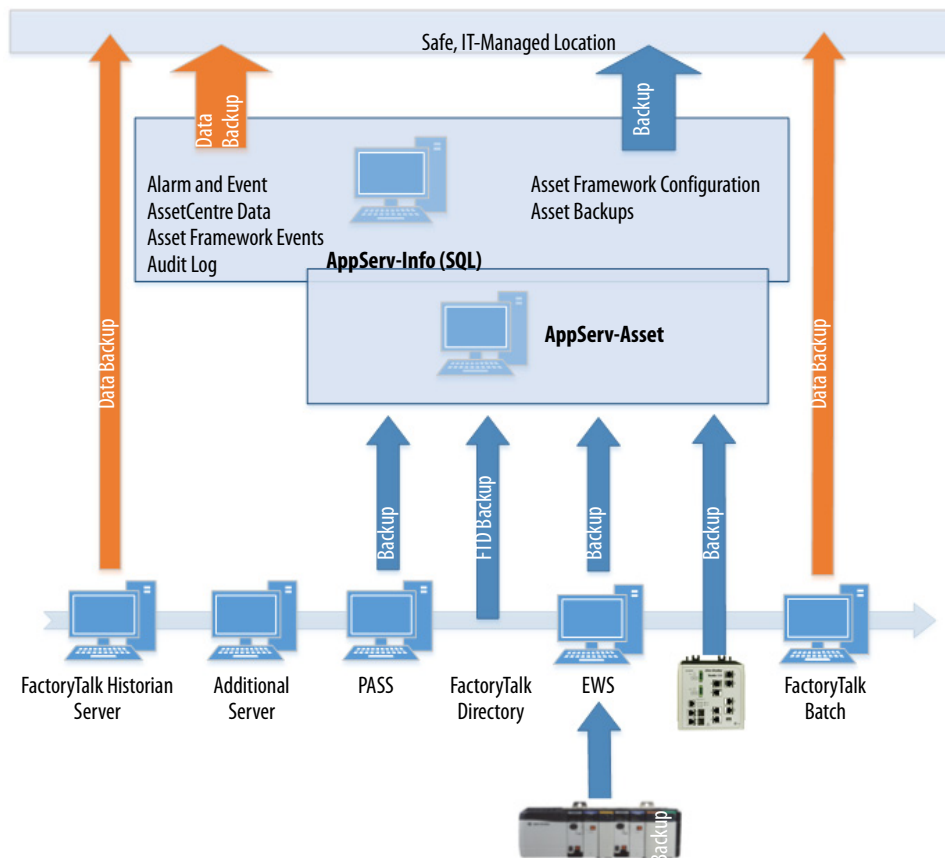 Safe, IT-Managed Location
Data
Backup
Backup
Alarm and Event
AssetCentre Data
Asset Framework Events
Audit Log
Asset Framework Configuration
Asset Backups
AppServ-Info (SQL)
AppServ-Asset
Data Backup
Data Backup
Backup
FTD Backup
Backup
Backup
FactoryTalk Historian
Server
Additional
Server
PASS
FactoryTalk
Directory
EWS
FactoryTalk
Batch
Backup